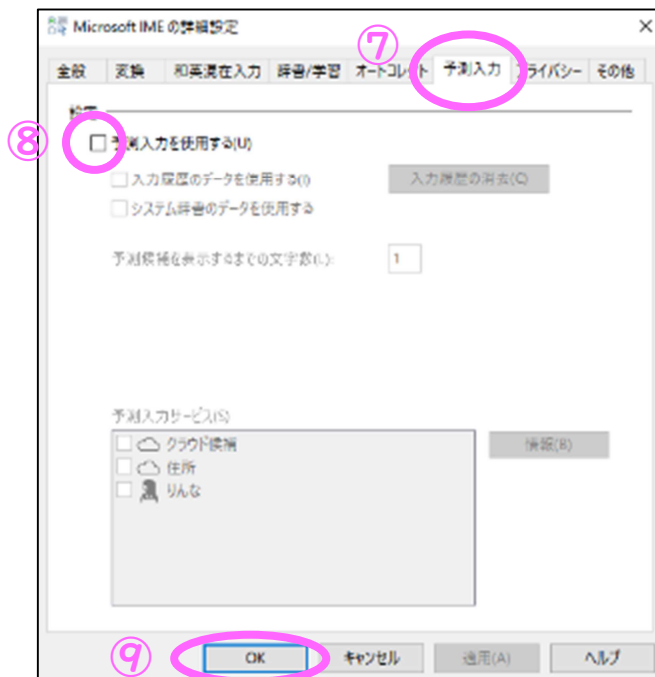 Microsoft IME の詳細設定
⑦
全般 変換 和英混在入力 辞書/学習 オートコレクト 予測入力 プライバシー その他
設定
⑧
予測入力を使用する(U)
入力履歴のデータを使用する(I) 入力履歴の消去(C)
システム辞書のデータを使用する
予測候補を表示するまでの文字数(L): 1
予測入力サービス(S)
クラウド候補 情報(B)
住所
りんな
⑨ OK キャンセル 適用(A) ヘルプ